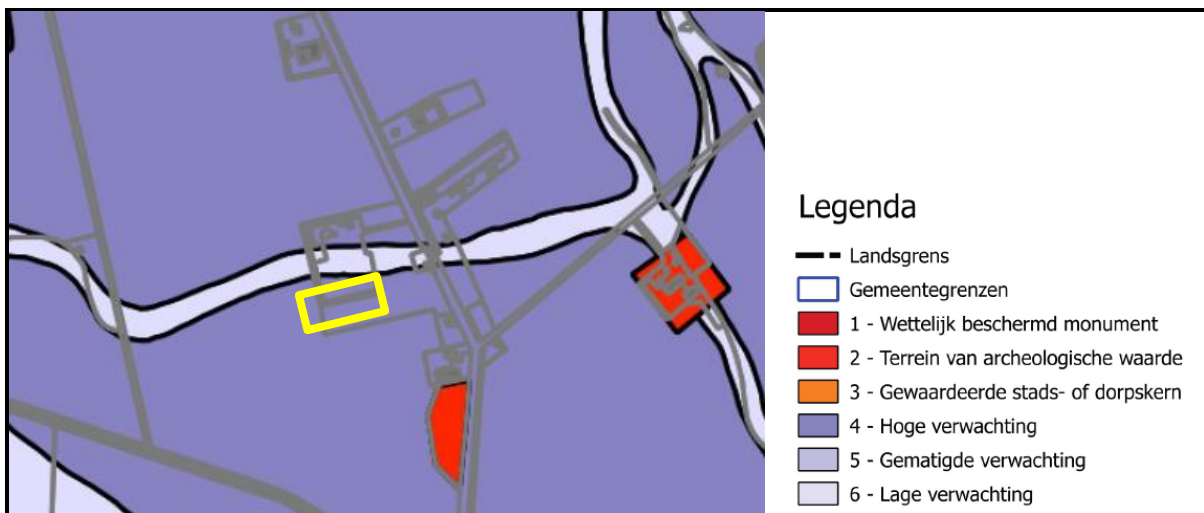 Legenda
Landsgrens
Gemeentegrenzen
1 - Wettelijk beschermd monument
2 - Terrein van archeologische waarde
3 - Gewaardeerde stads- of dorpskern
4 - Hoge verwachting
5 - Gematigde verwachting
6 - Lage verwachting